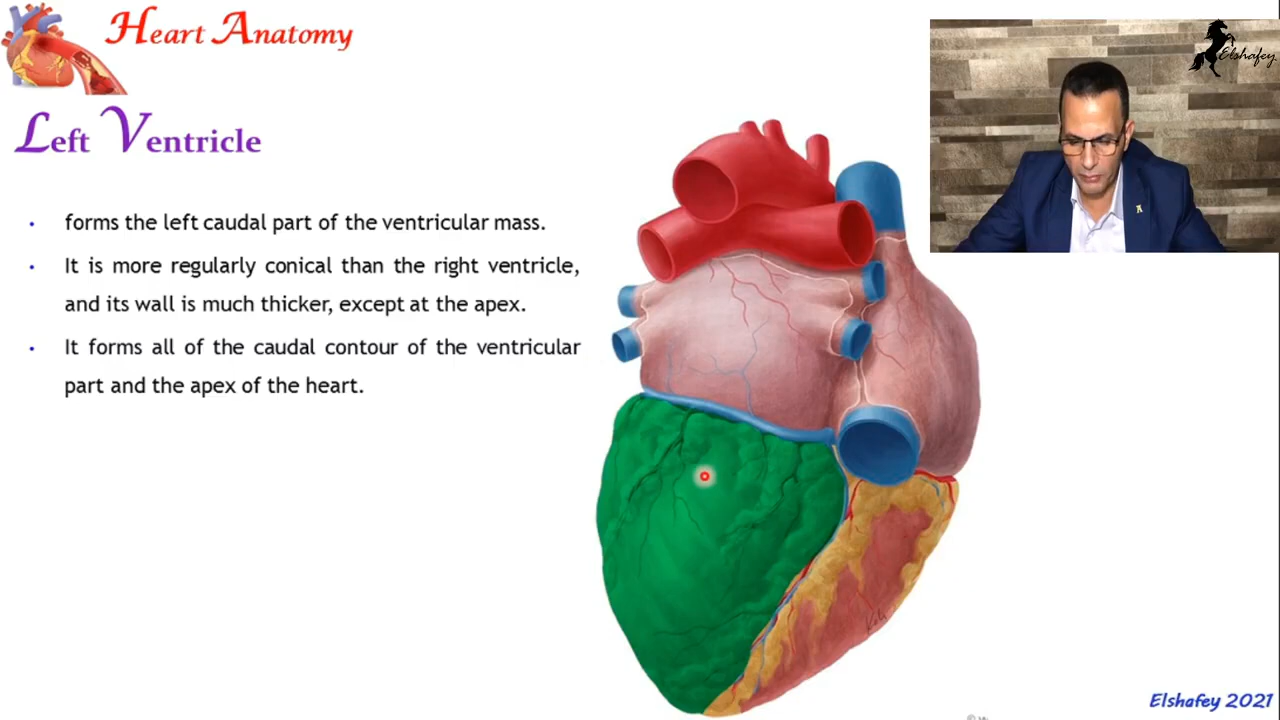 Heart Anatomy
Elshafey
Left Ventricle
forms the left caudal part of the ventricular mass.
It is more regularly conical than the right ventricle,
and its wall is much thicker, except at the apex.
It forms all of the caudal contour of the ventricular
part and the apex of the heart.
Elshafey 2021